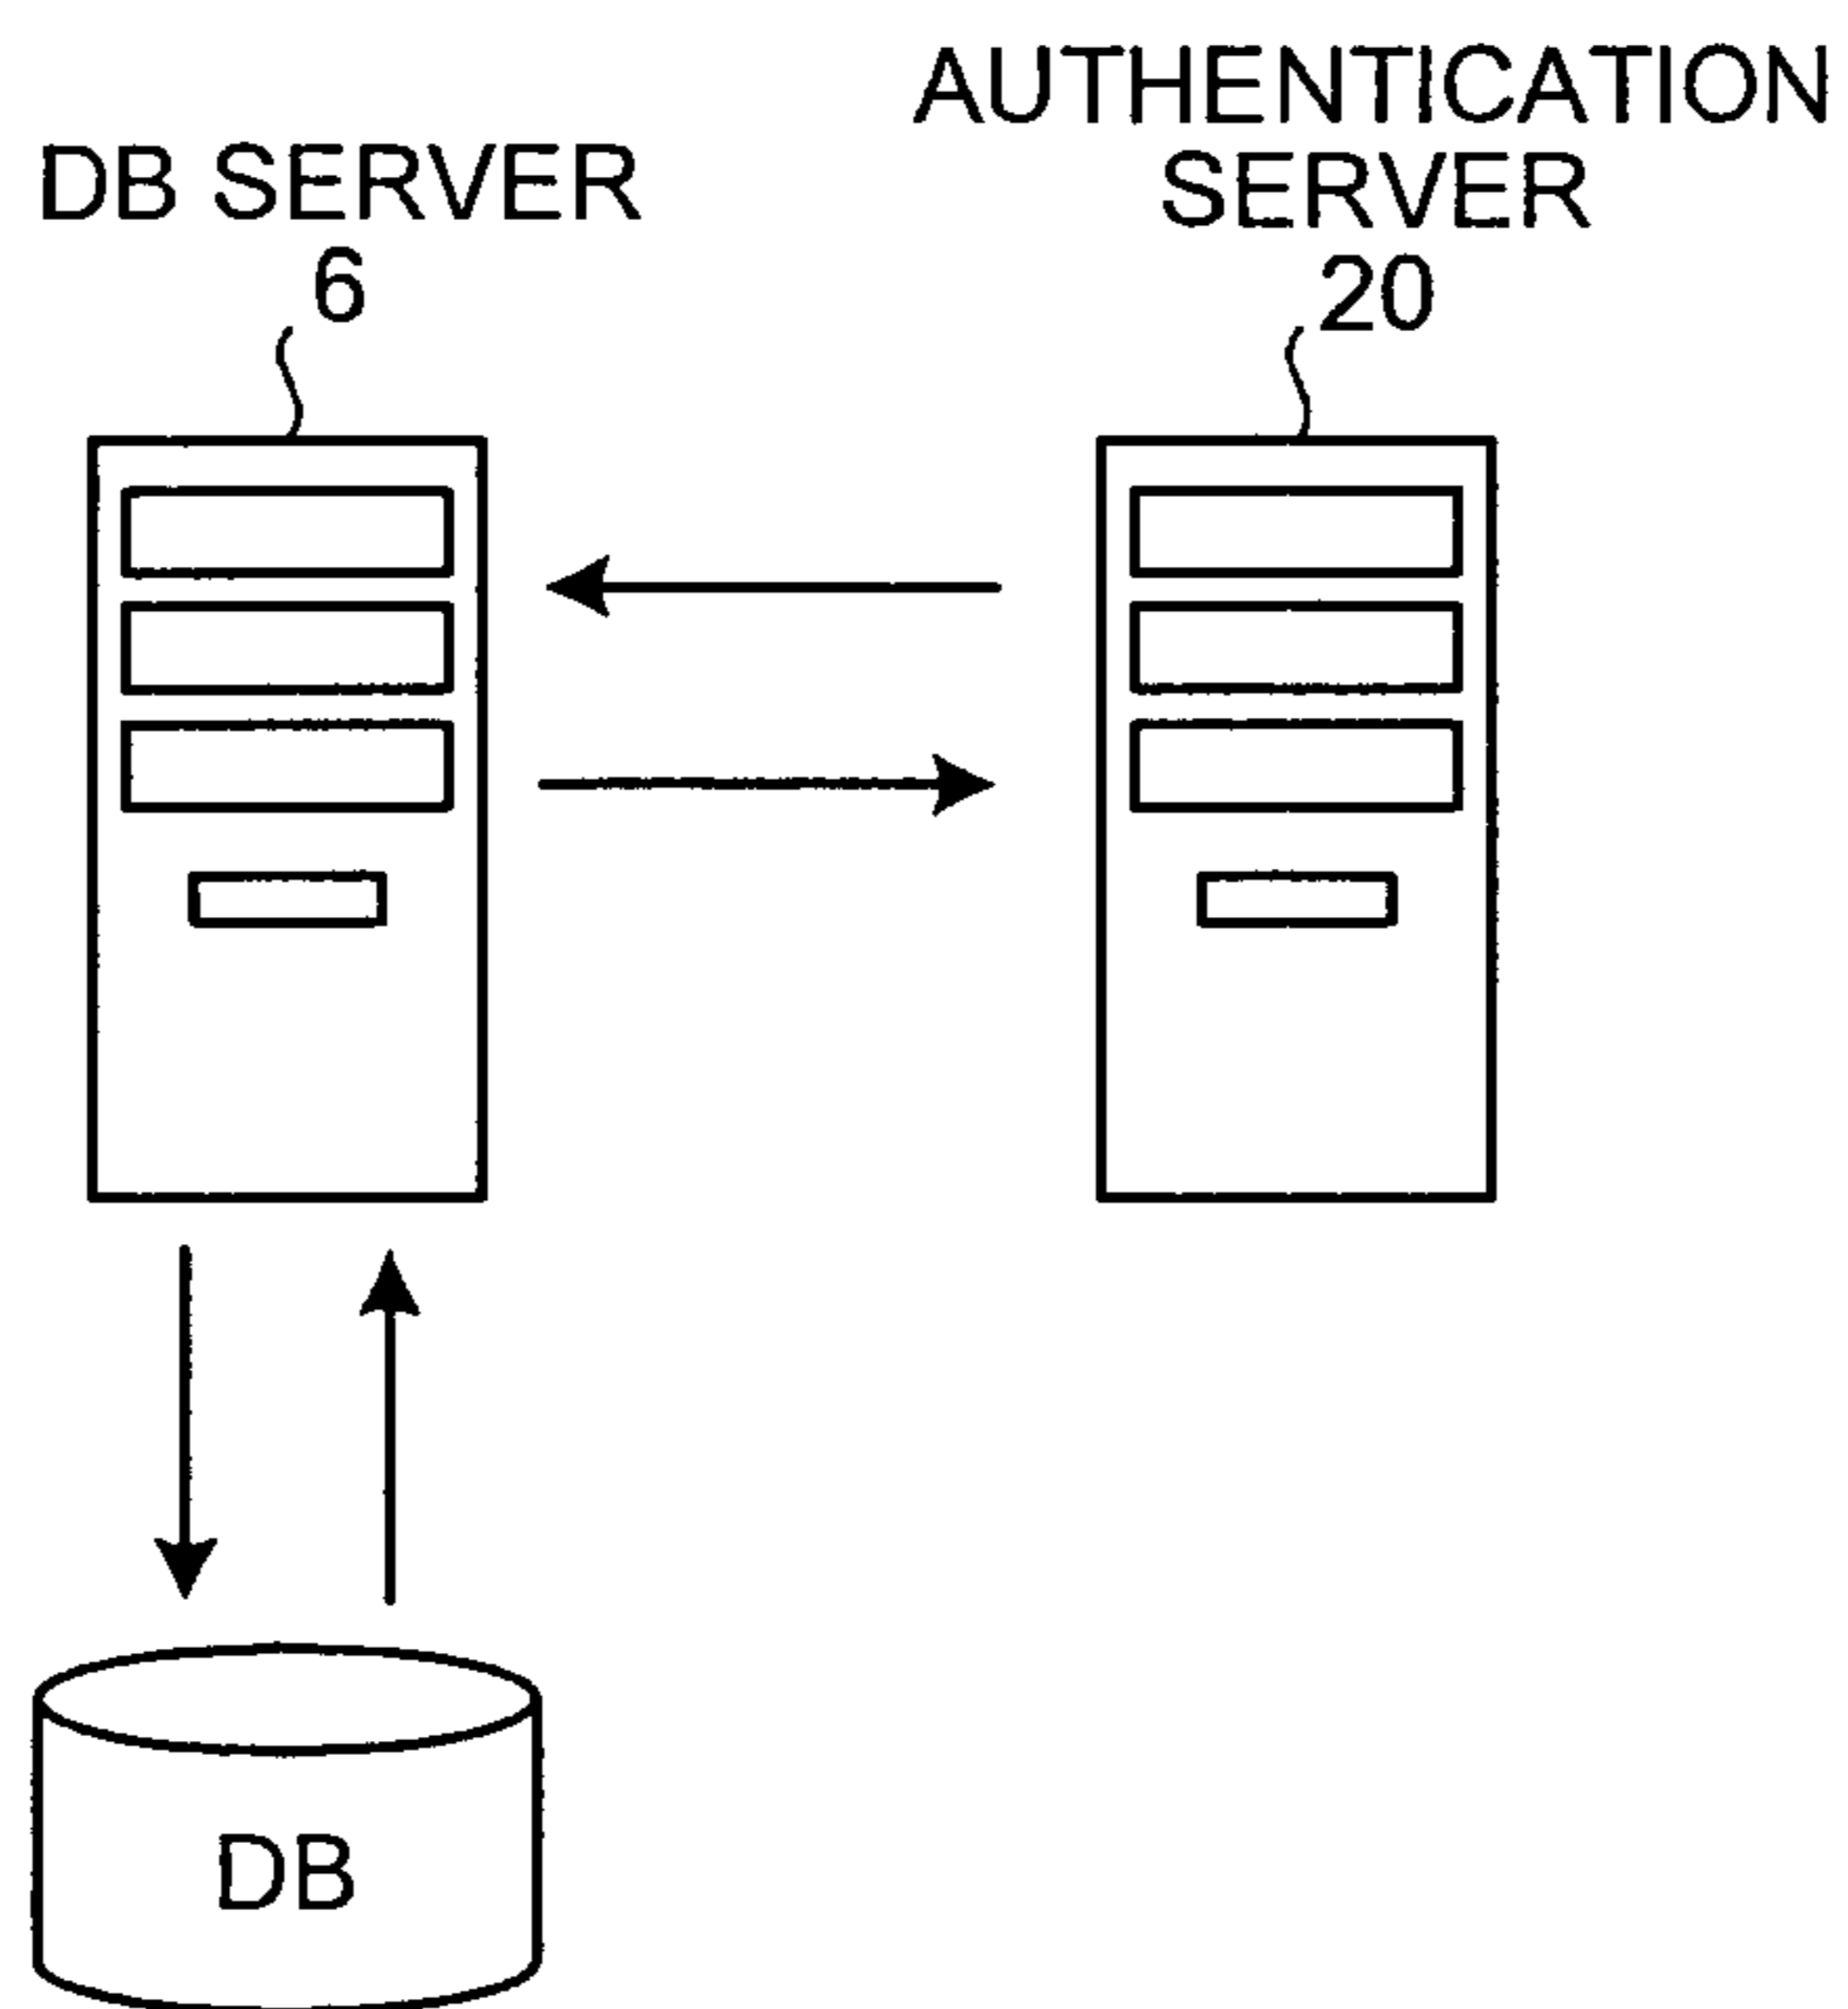 DB SERVER
6
AUTHENTICATION
SERVER
20
DB